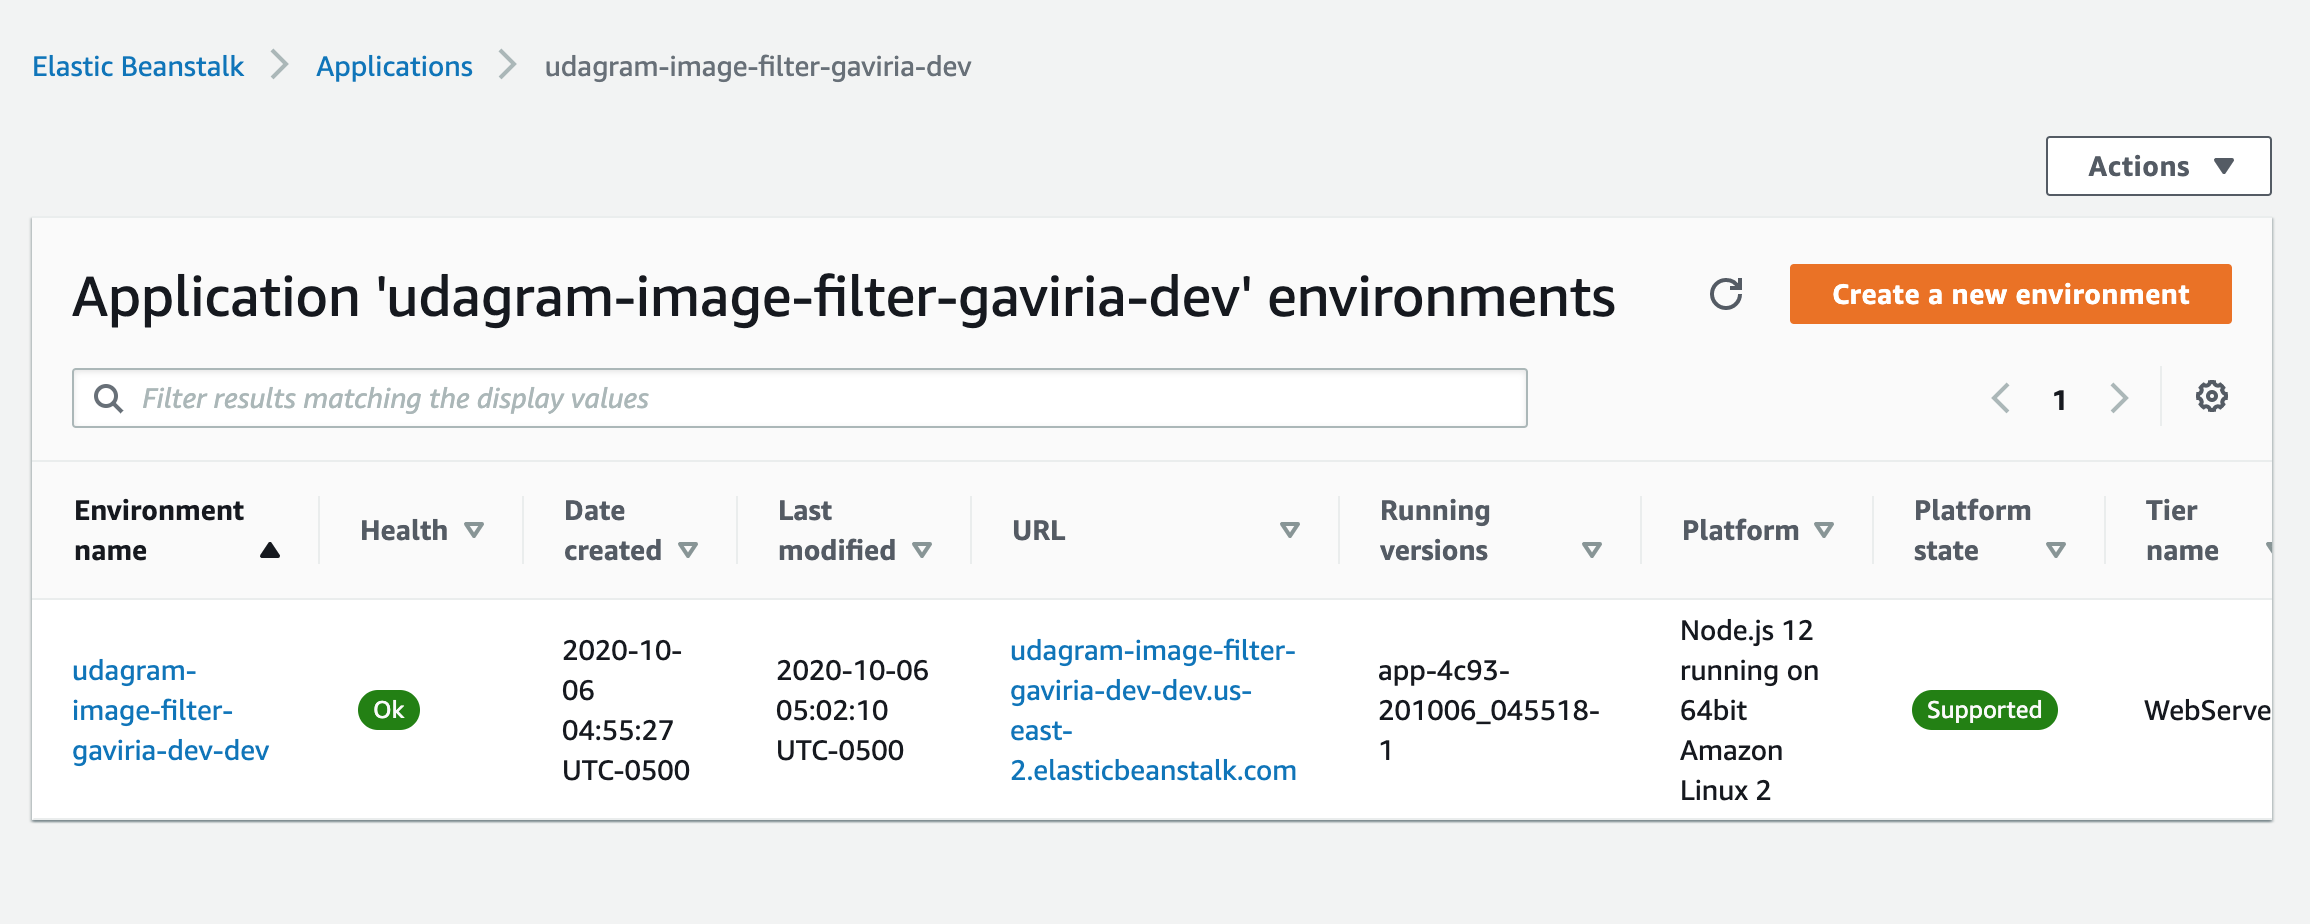 Elastic Beanstalk > Applications > udagram-image-filter-gaviria-dev
Actions
Application 'udagram-image-filter-gaviria-dev' environments
Create a new environment
Filter results matching the display values
1
Environment
name
Health
Date
created
Last
modified
URL
Running
versions
Platform
Platform
state
Tier
name
udagram-
image-filter-
gaviria-dev-dev
Ok
2020-10-
06
04:55:27
UTC-0500
2020-10-06
05:02:10
UTC-0500
udagram-image-filter-
gaviria-dev-dev.us-
east-
2.elasticbeanstalk.com
app-4c93-
201006_045518-
1
Node.js 12
running on
64bit
Amazon
Linux 2
Supported
WebServe